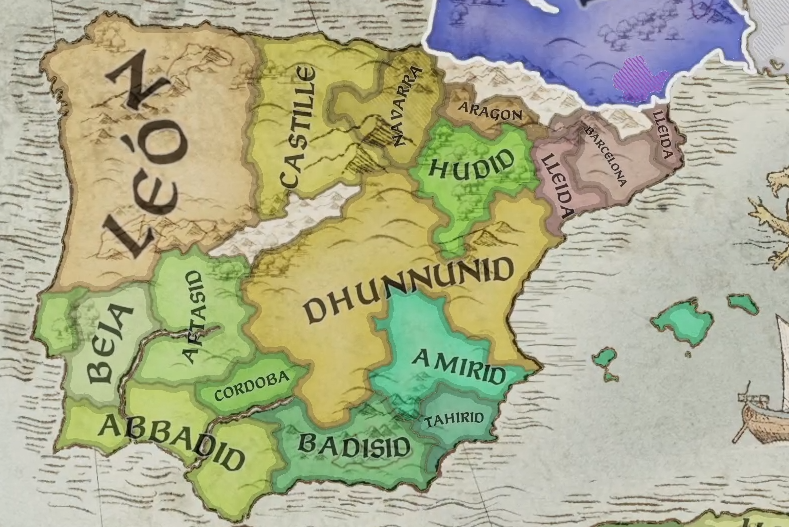 LEÓN
CASTILLE
NAVARRA
ARAGON
LLEIDA
BARCELONA
HUDID
LLEIDA
DHUNNUNID
BEJA
AFTASID
AMIRID
CORDOBA
TAHIRID
ABBADID
BADISID